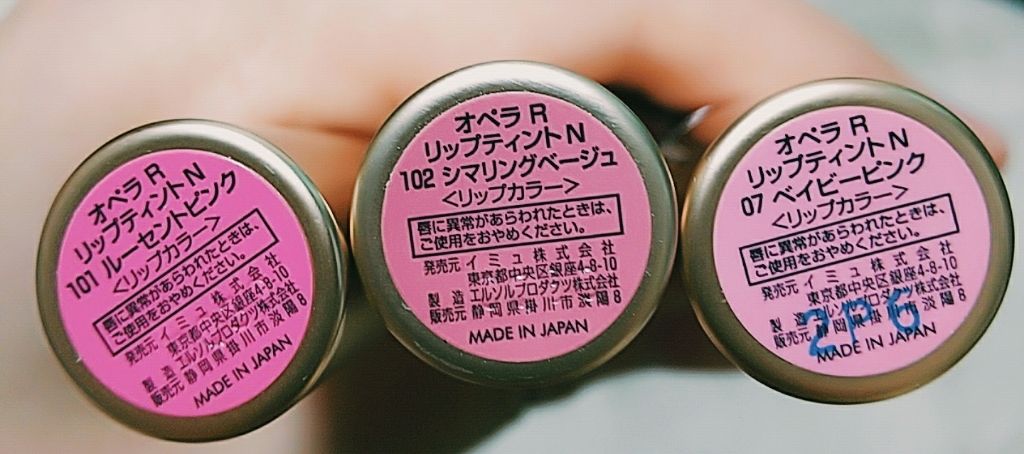 オペラ R
リップティント N
101 ルーセントピンク
<リップカラー>
唇に異常があらわれたときは、
ご使用をおやめください。
発売元 イミュ株式会社
東京都中央区銀座4-8-10
製造 エルソルプロダクツ株式会社
販売元 静岡県掛川市淡陽8
MADE IN JAPAN
オペラ R
リップティント N
102 シマリングベージュ
<リップカラー>
唇に異常があらわれたときは、
ご使用をおやめください。
発売元 イミュ株式会社
東京都中央区銀座4-8-10
製造 エルソルプロダクツ株式会社
販売元 静岡県掛川市淡陽8
MADE IN JAPAN
オペラ R
リップティント N
07 ベイビーピンク
<リップカラー>
唇に異常があらわれたときは、
ご使用をおやめください。
発売元 イミュ株式会社
東京都中央区銀座4-8-10
製造 エルソルプロダクツ株式会社
販売元 静岡県掛川市淡陽8
2P6
MADE IN JAPAN